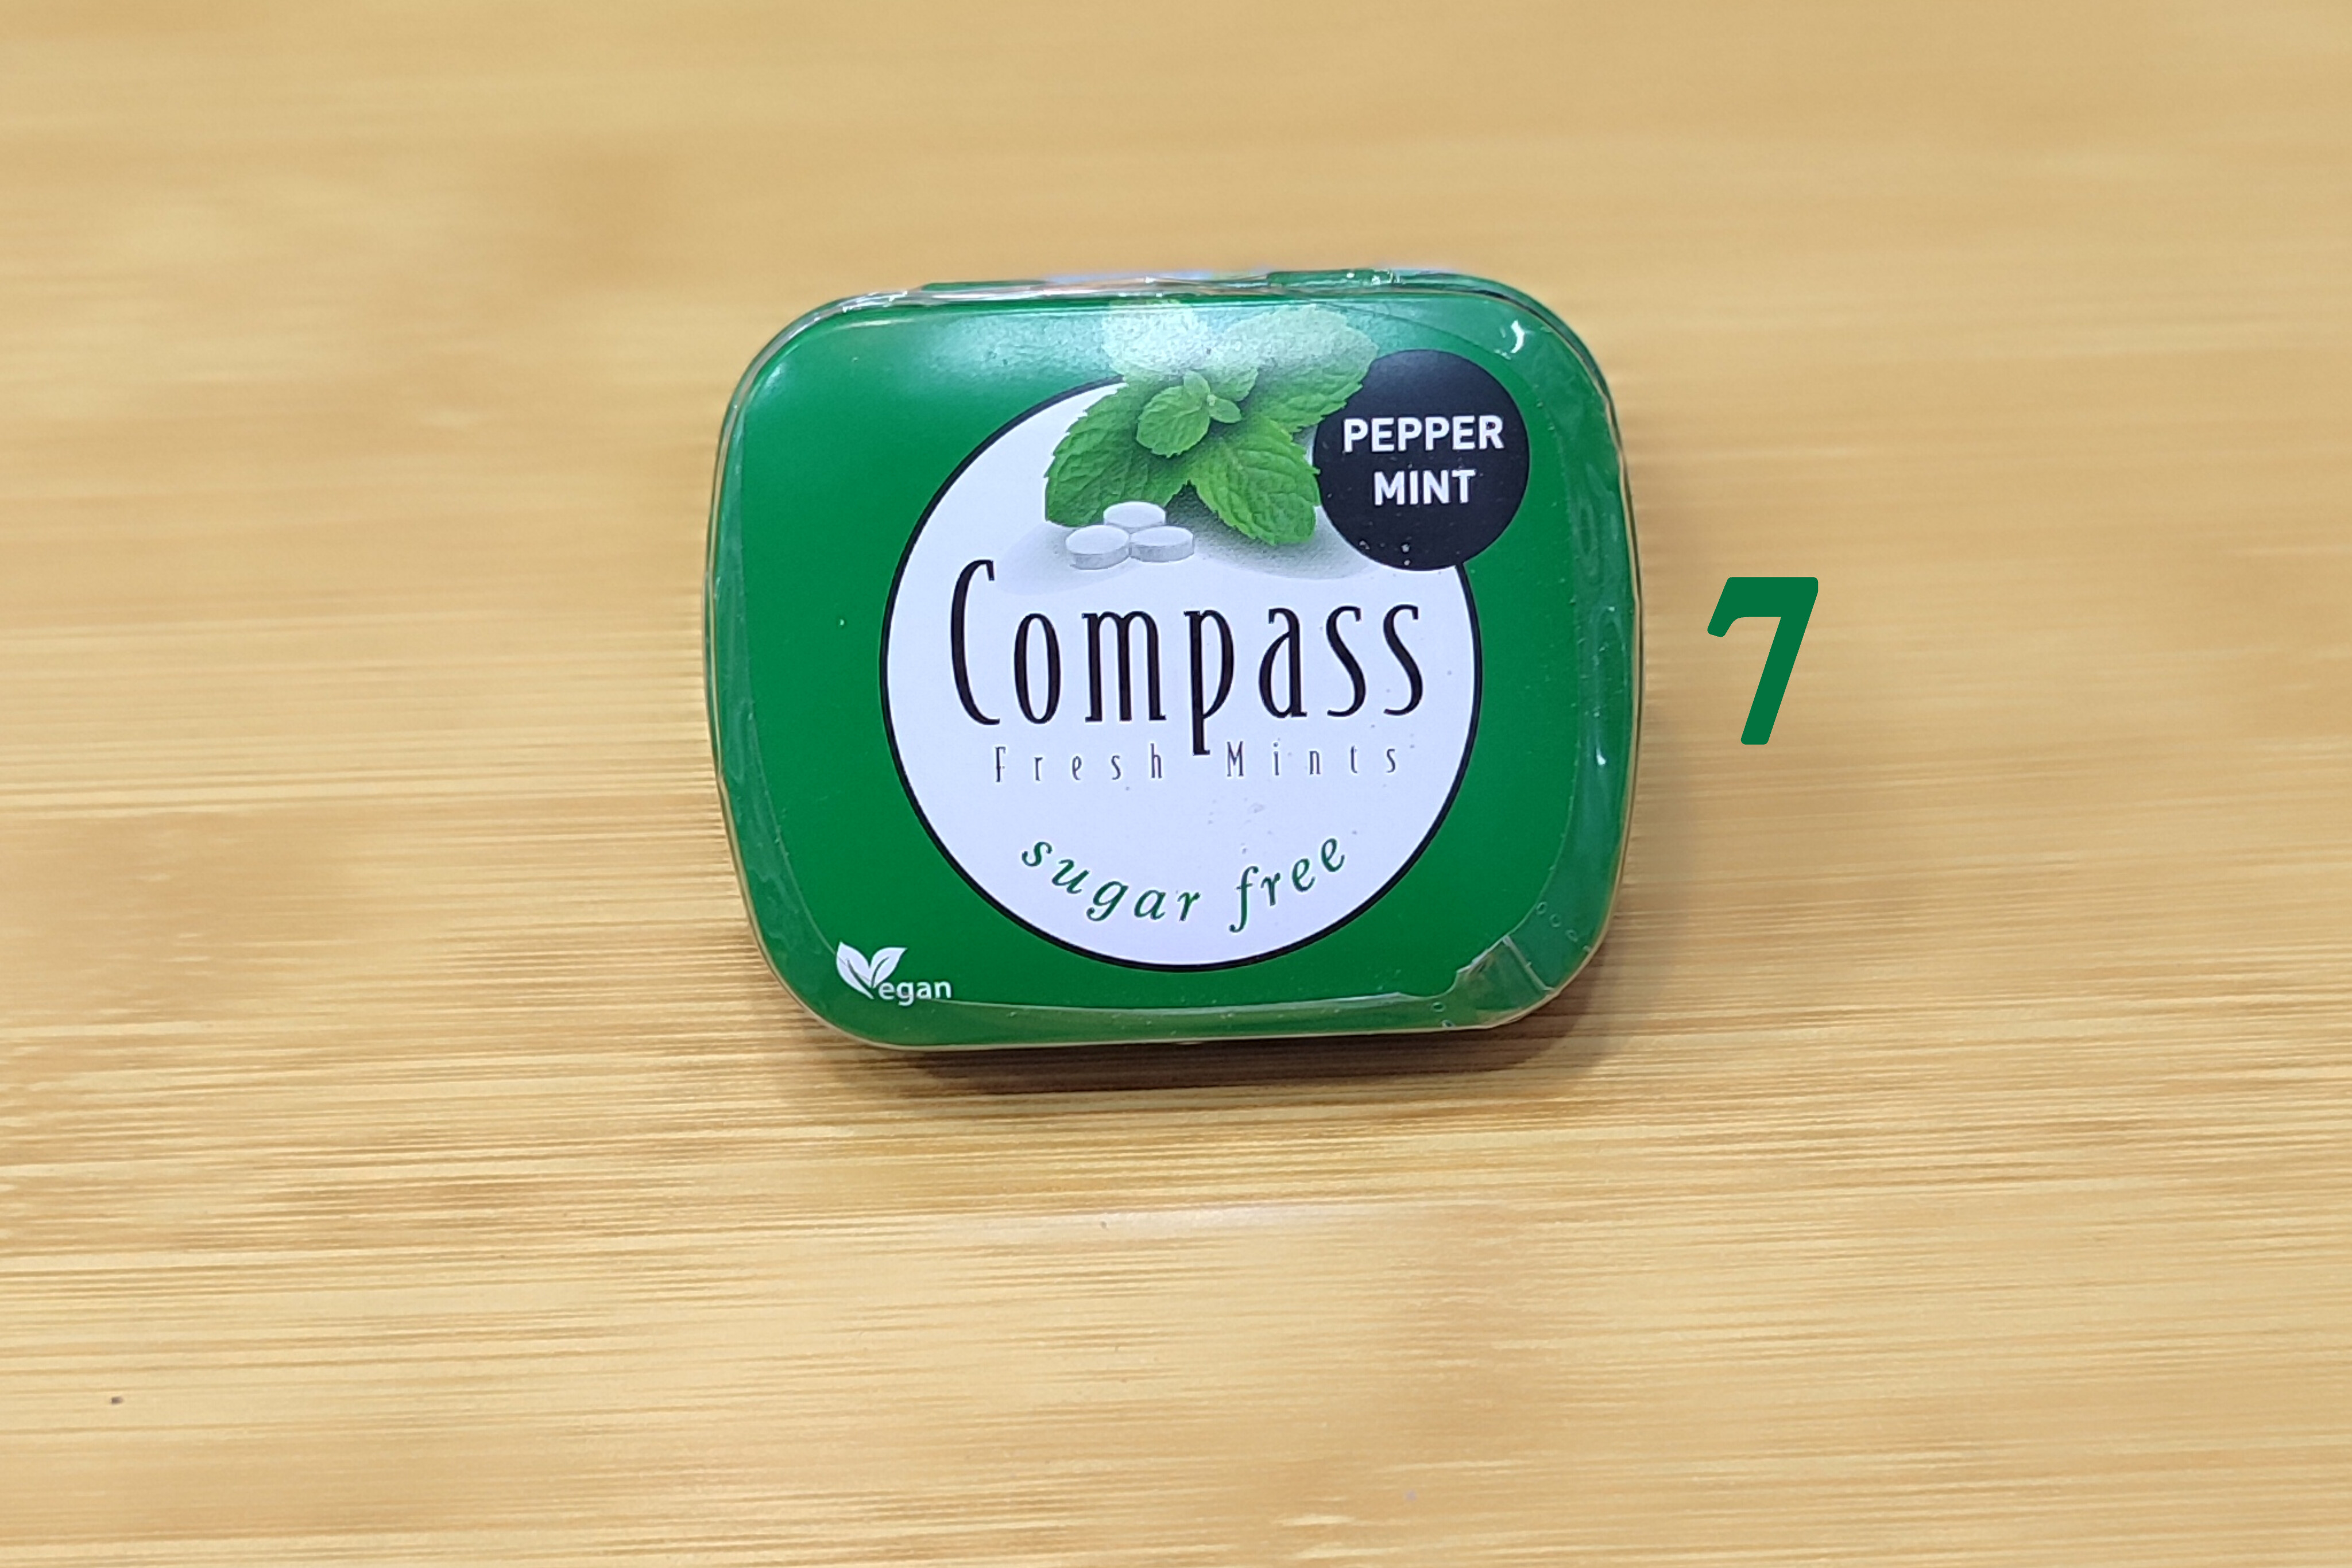 PEPPER
MINT
Compass
Fresh Mints
sugar free
Vegan
7